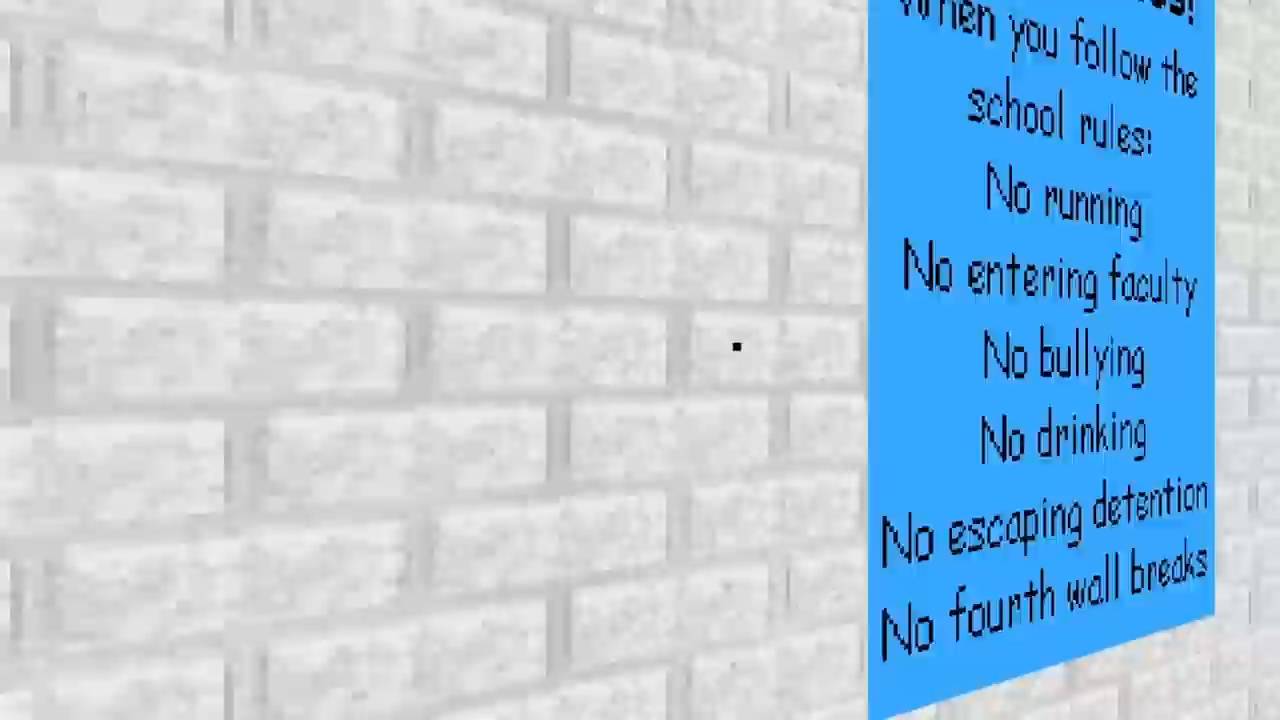 When you follow the
school rules:
No running
No entering faculty
No bullying
No drinking
No escaping detention
No fourth wall breaks